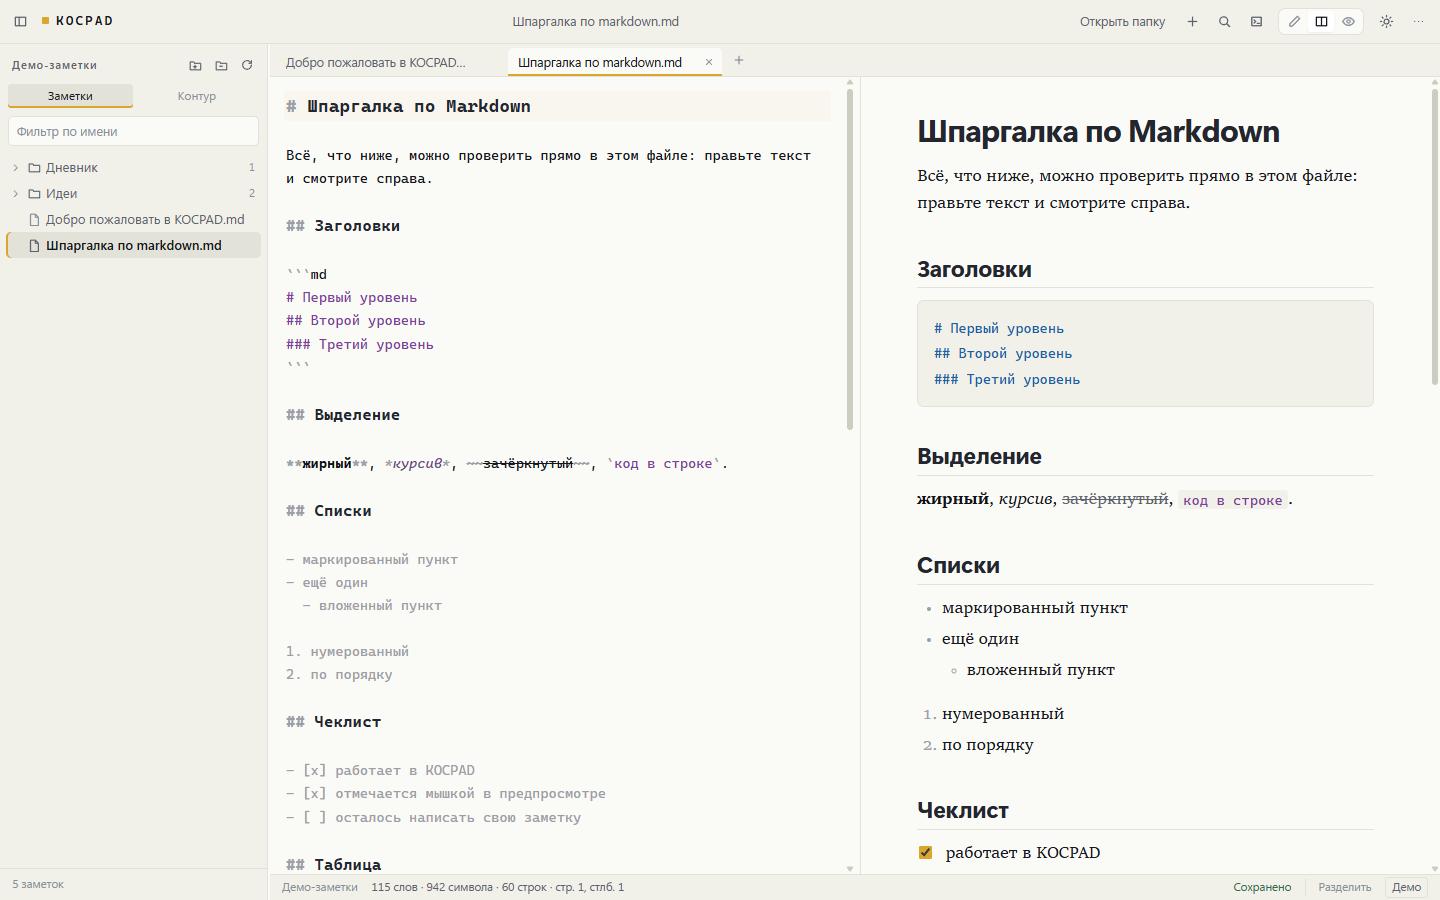 КОСРАD
Шпаргалка по markdown.md
Открыть папку
Демо-заметки
Заметки
Контур
Фильтр по имени
Дневник 1
Идеи 2
Добро пожаловать в КОСРАD.md
Шпаргалка по markdown.md
5 заметок
Добро пожаловать в КОСРАD...
Шпаргалка по markdown.md
# Шпаргалка по Markdown
Всё, что ниже, можно проверить прямо в этом файле: правьте текст
и смотрите справа.
## Заголовки
```md
# Первый уровень
## Второй уровень
### Третий уровень
```
## Выделение
**жирный**, *курсив*, ~~зачёркнутый~~, `код в строке`.
## Списки
- маркированный пункт
- ещё один
  - вложенный пункт
1. нумерованный
2. по порядку
## Чеклист
- [x] работает в КОСРАD
- [x] отмечается мышкой в предпросмотре
- [ ] осталось написать свою заметку
## Таблица
Шпаргалка по Markdown
Всё, что ниже, можно проверить прямо в этом файле:
правьте текст и смотрите справа.
Заголовки
# Первый уровень
## Второй уровень
### Третий уровень
Выделение
жирный, курсив, зачёркнутый, код в строке.
Списки
• маркированный пункт
• ещё один
◦ вложенный пункт
1. нумерованный
2. по порядку
Чеклист
работает в КОСРАD
Демо-заметки 115 слов · 942 символа · 60 строк · стр. 1, стлб. 1
Сохранено Разделить Демо